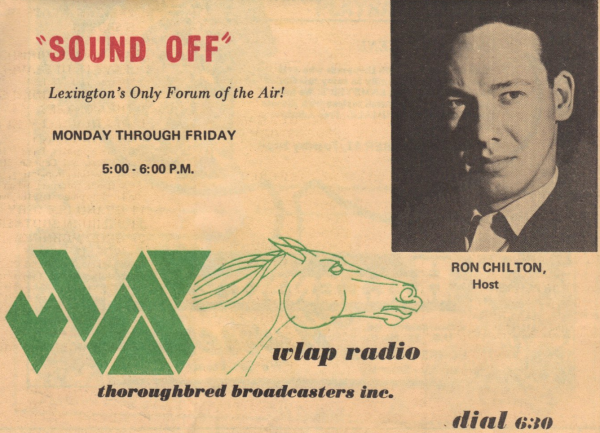 "SOUND OFF"
Lexington's Only Forum of the Air!
MONDAY THROUGH FRIDAY
5:00 - 6:00 P.M.
RON CHILTON,
Host
wlap radio
thoroughbred broadcasters inc.
dial 630